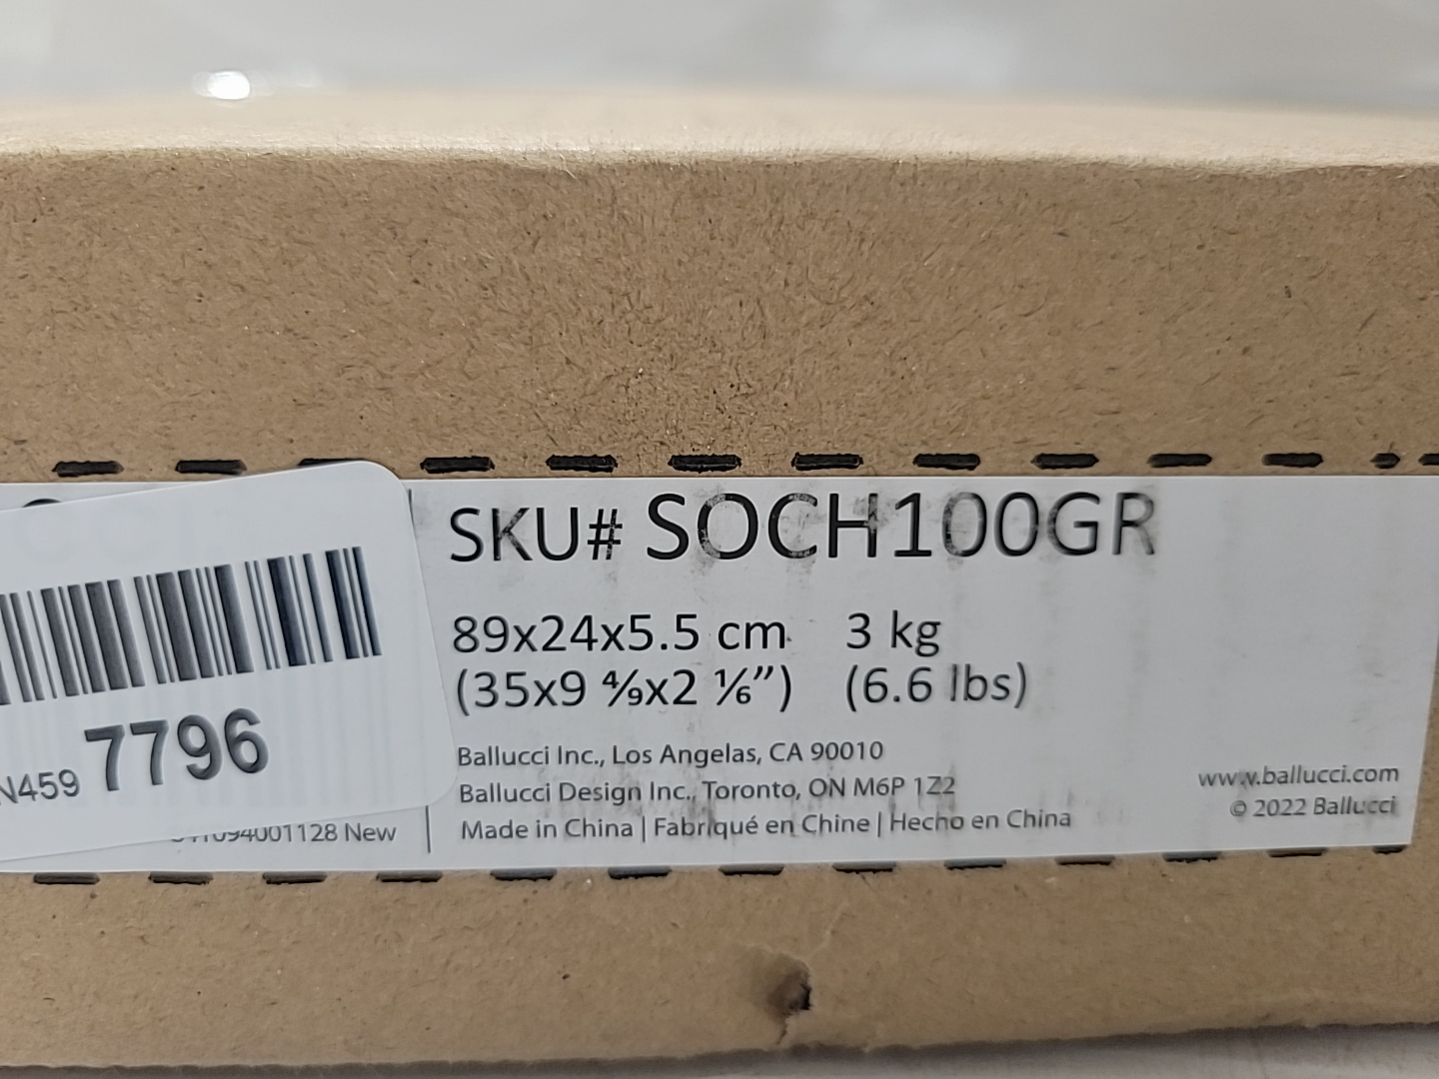 SKU# SOCH100GR
89x24x5.5 cm 3 kg
(35x9 ⁴⁄₉x2 ⅙”) (6.6 lbs)
Ballucci Inc., Los Angelas, CA 90010
Ballucci Design Inc., Toronto, ON M6P 1Z2
Made in China | Fabriqué en Chine | Hecho en China
www.ballucci.com
© 2022 Ballucci
N459 7796
New